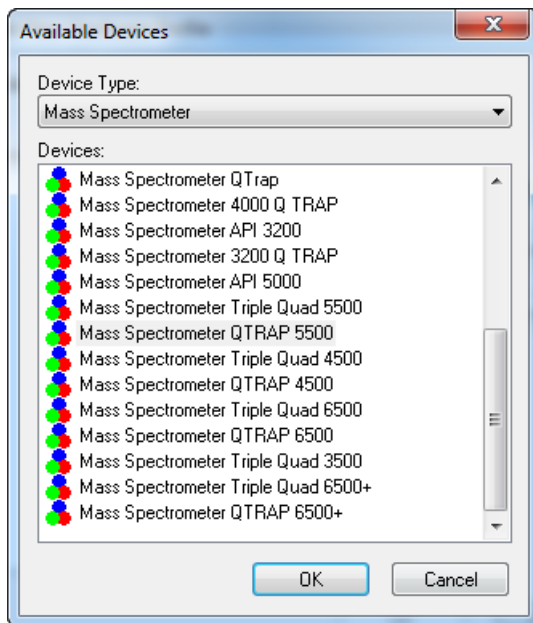 Available Devices
Device Type:
Mass Spectrometer
Devices:
Mass Spectrometer QTrap
Mass Spectrometer 4000 Q TRAP
Mass Spectrometer API 3200
Mass Spectrometer 3200 Q TRAP
Mass Spectrometer API 5000
Mass Spectrometer Triple Quad 5500
Mass Spectrometer QTRAP 5500
Mass Spectrometer Triple Quad 4500
Mass Spectrometer QTRAP 4500
Mass Spectrometer Triple Quad 6500
Mass Spectrometer QTRAP 6500
Mass Spectrometer Triple Quad 3500
Mass Spectrometer Triple Quad 6500+
Mass Spectrometer QTRAP 6500+
OK Cancel